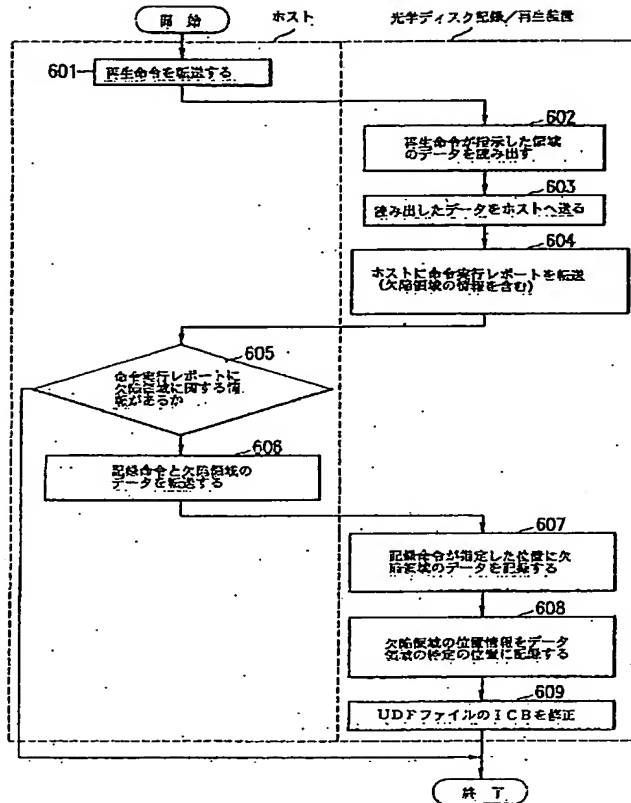 開始
ホスト
光学ディスク記録/再生装置
601
再生命令を転送する
602
再生命令が指示した領域
のデータを読み出す
603
読み出したデータをホストへ送る
604
ホストに命令実行レポートを転送
(欠陥領域の情報を含む)
605
命令実行レポートに
欠陥領域に関する情
報があるか
606
記録命令と欠陥領域の
データを転送する
607
記録命令が指定した位置に欠
陥領域のデータを記録する
608
欠陥領域の位置情報をデータ
領域の特定の位置に記録する
609
UDFファイルのICBを修正
終了